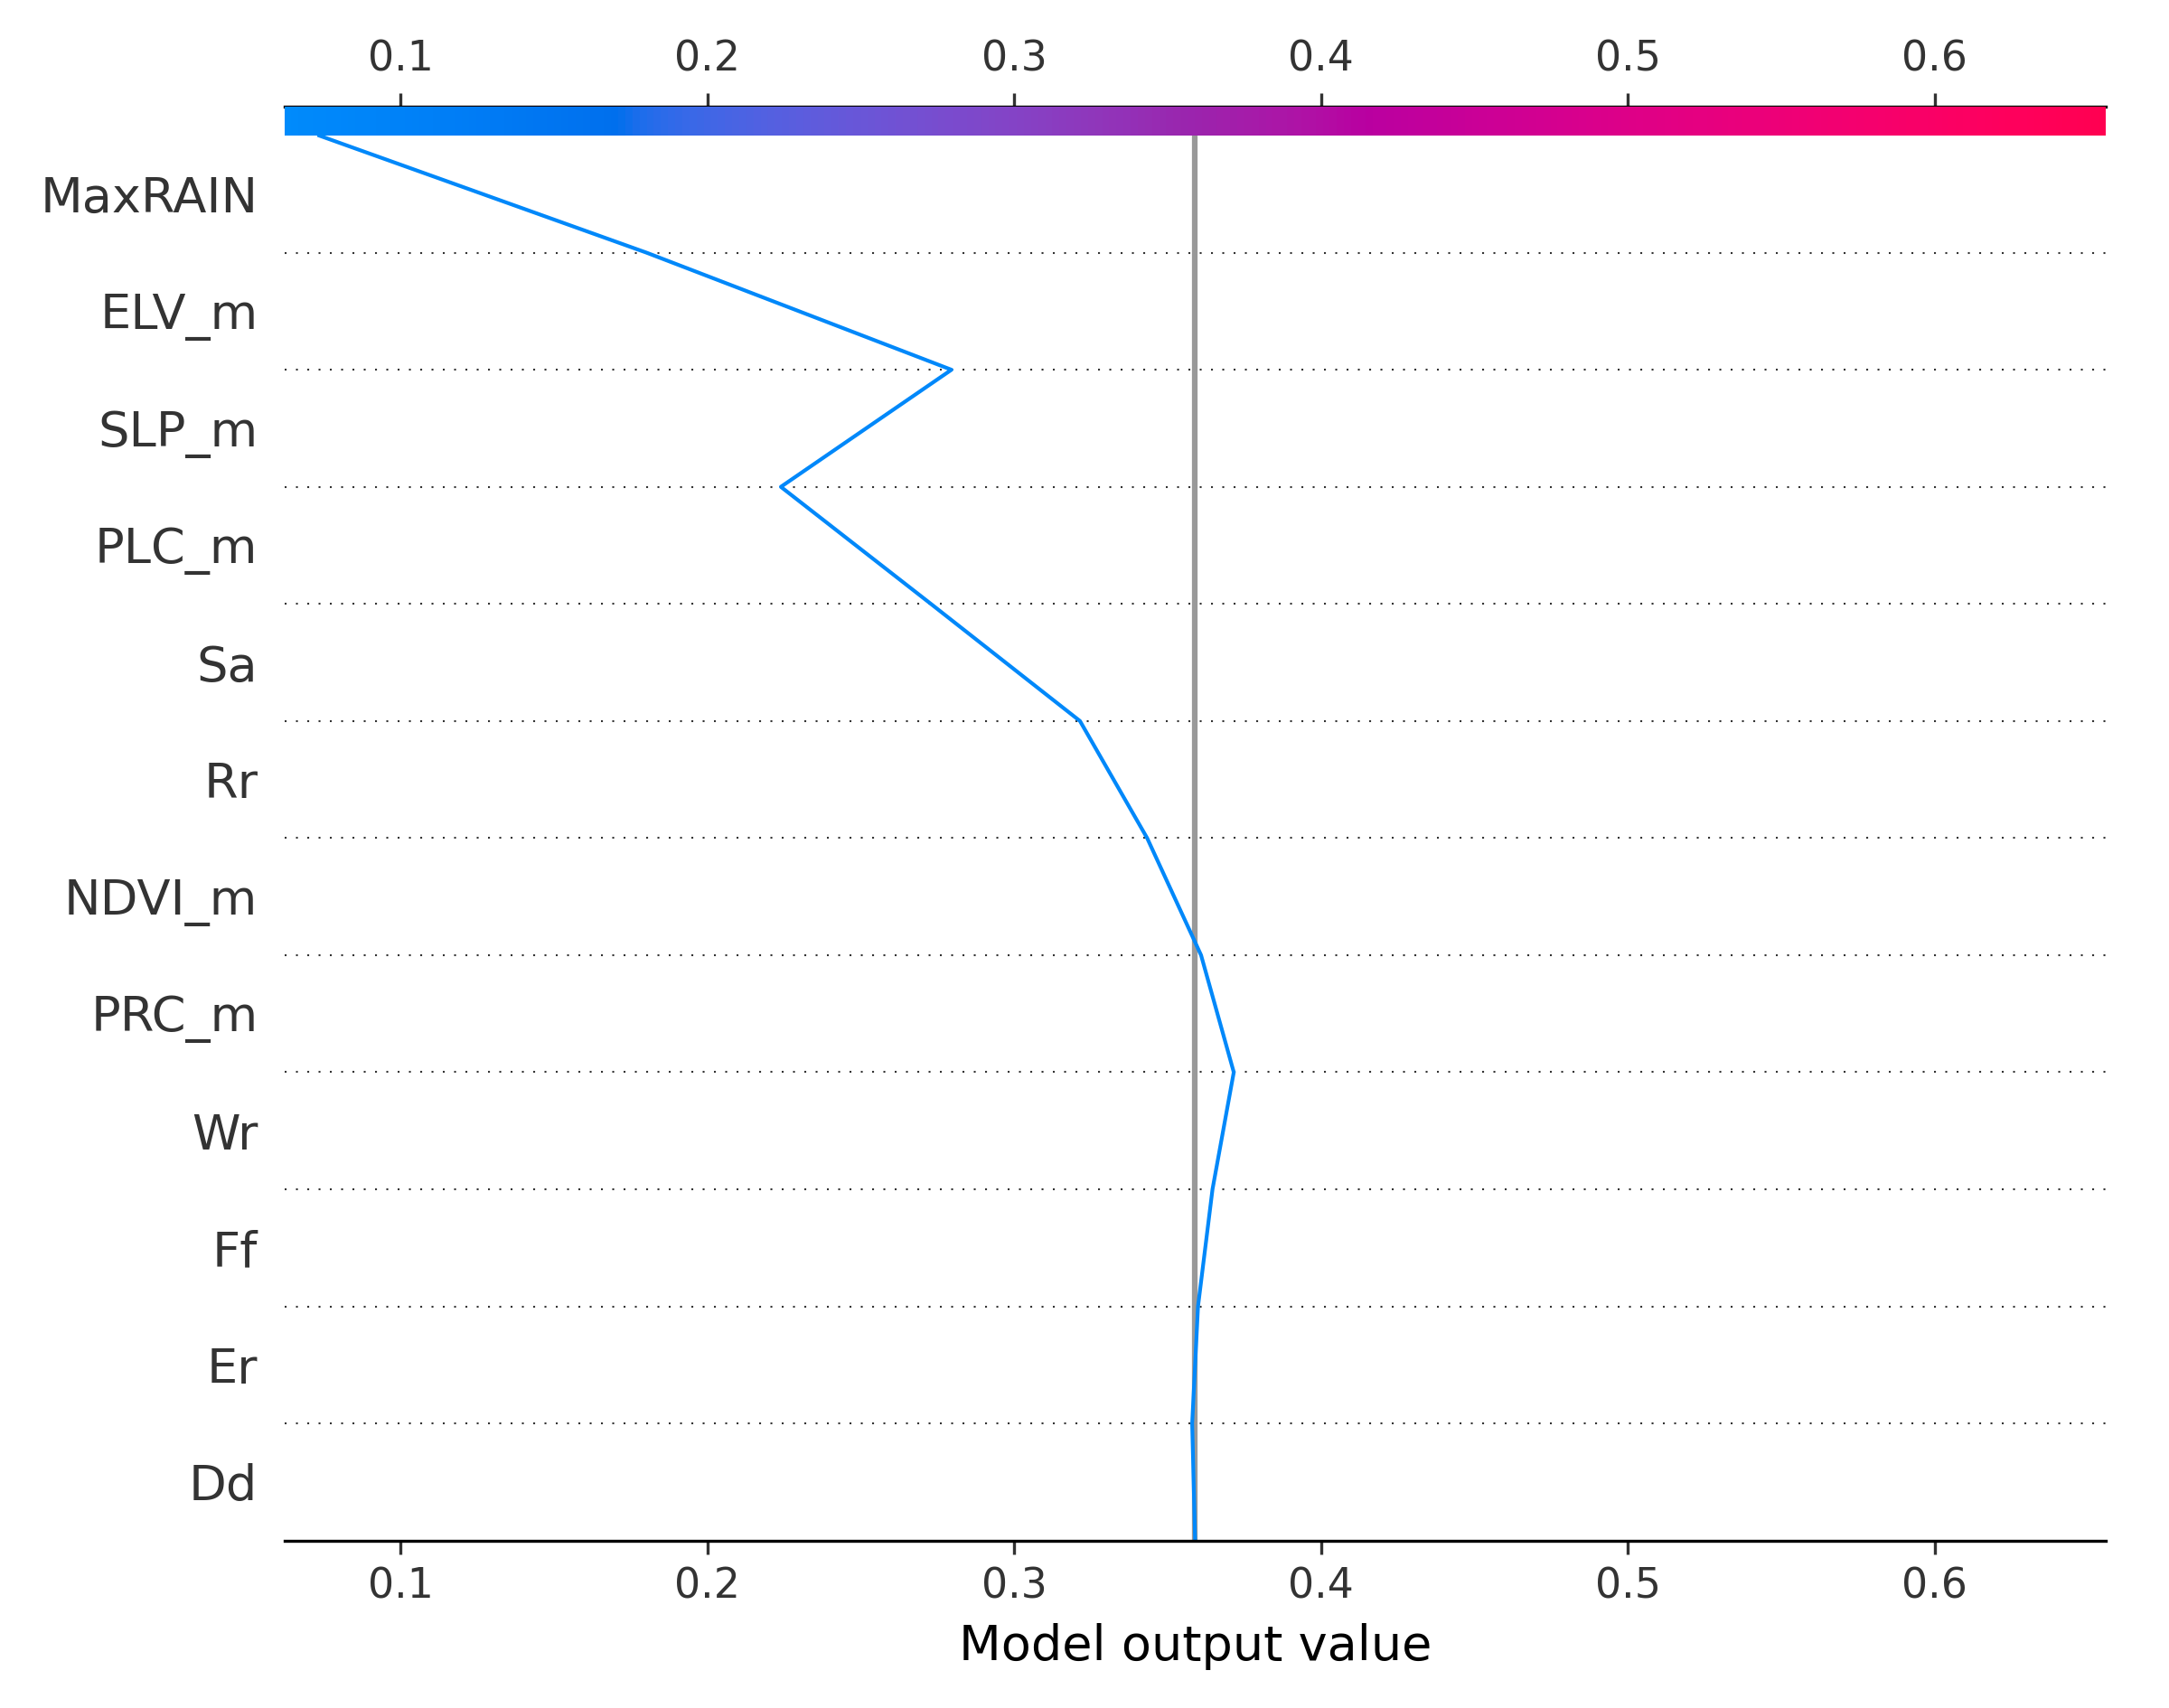 0.1 0.2 0.3 0.4 0.5 0.6
MaxRAIN
ELV_m
SLP_m
PLC_m
Sa
Rr
NDVI_m
PRC_m
Wr
Ff
Er
Dd
0.1 0.2 0.3 0.4 0.5 0.6
Model output value